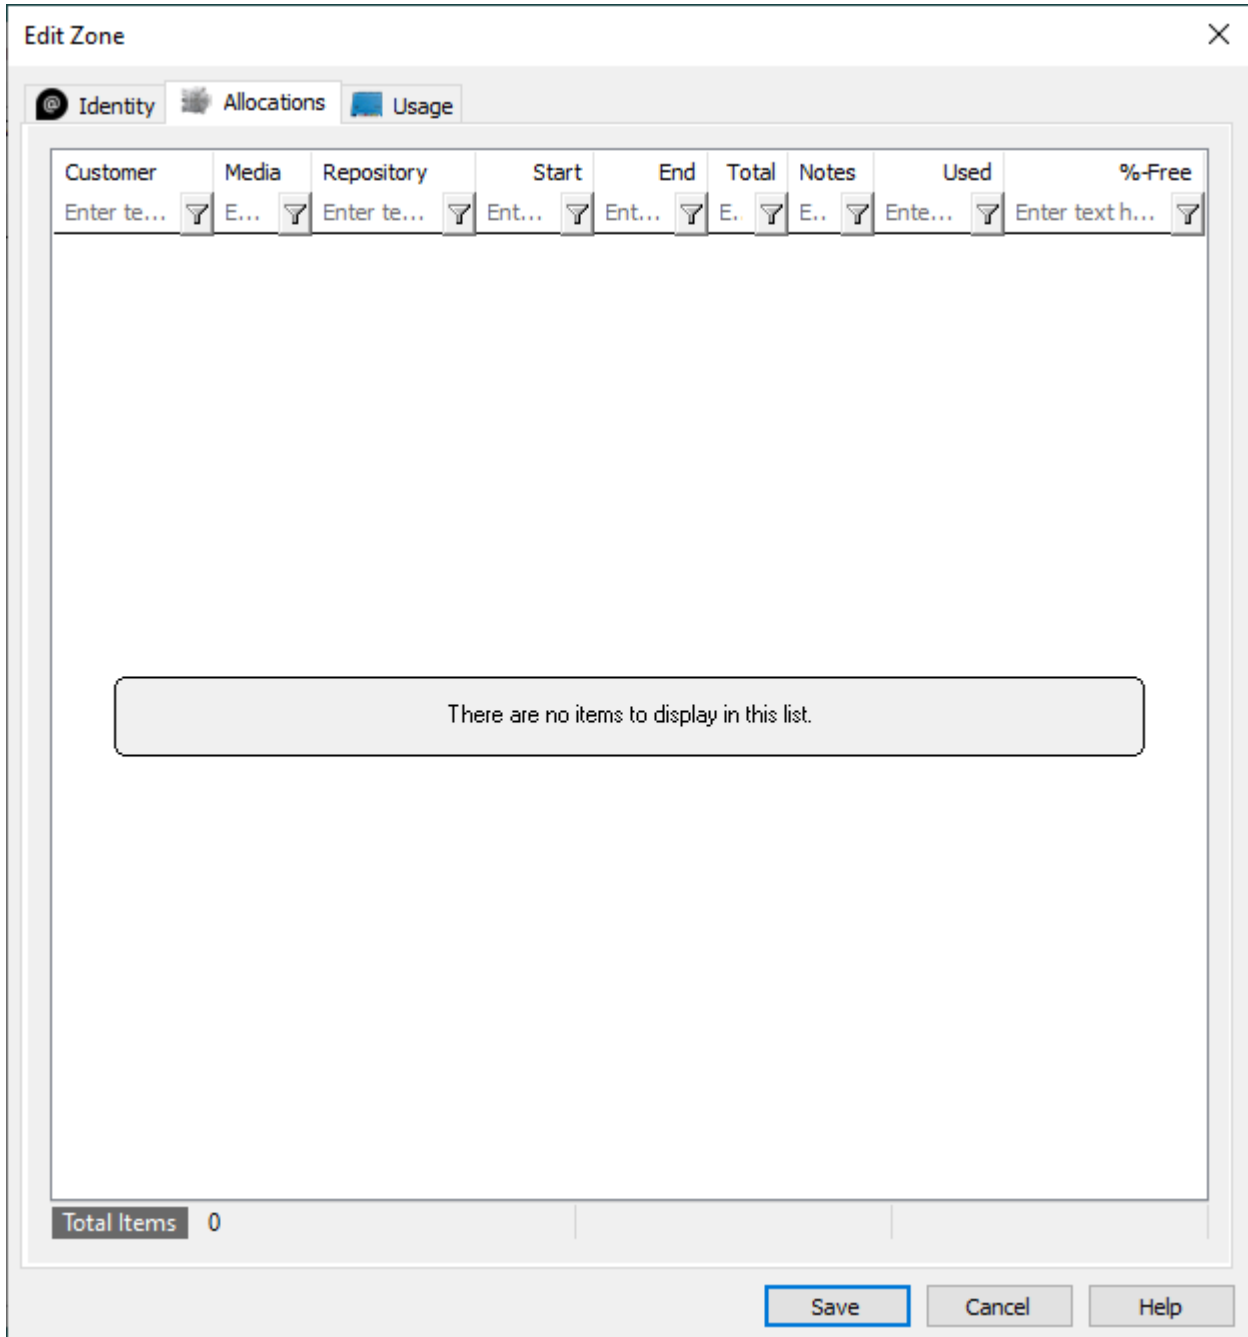 Edit Zone
Identity Allocations Usage
Customer Media Repository Start End Total Notes Used %-Free
Enter te... E... Enter te... Ent... Ent... E.. E.. Ente... Enter text h...
There are no items to display in this list.
Total Items 0
Save Cancel Help